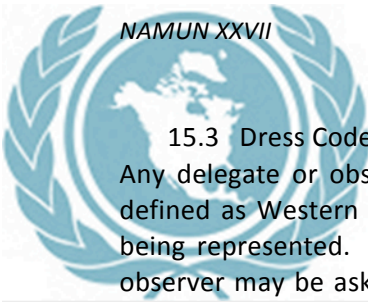 NAMUN XXVII
15.3 Dress Code
Any delegate or obs
defined as Western
being represented.
observer may be ask